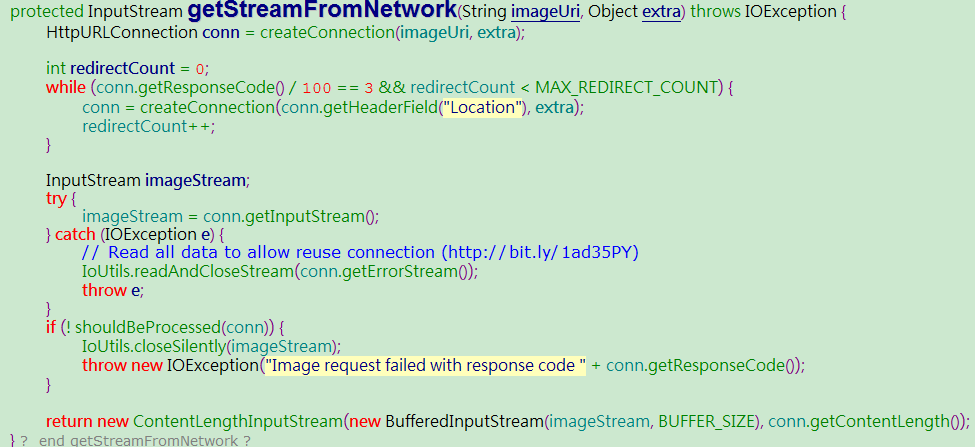 protected InputStream getStreamFromNetwork(String imageUri, Object extra) throws IOException {
HttpURLConnection conn = createConnection(imageUri, extra);
int redirectCount = 0;
while (conn.getResponseCode() / 100 == 3 && redirectCount < MAX_REDIRECT_COUNT) {
conn = createConnection(conn.getHeaderField("Location"), extra);
redirectCount++;
}
InputStream imageStream;
try {
imageStream = conn.getInputStream();
} catch (IOException e) {
// Read all data to allow reuse connection (http://bit.ly/1ad35PY)
IoUtils.readAndCloseStream(conn.getErrorStream());
throw e;
}
if (! shouldBeProcessed(conn)) {
IoUtils.closeSilently(imageStream);
throw new IOException("Image request failed with response code " + conn.getResponseCode());
}
return new ContentLengthInputStream(new BufferedInputStream(imageStream, BUFFER_SIZE), conn.getContentLength());
} ? end getStreamFromNetwork ?